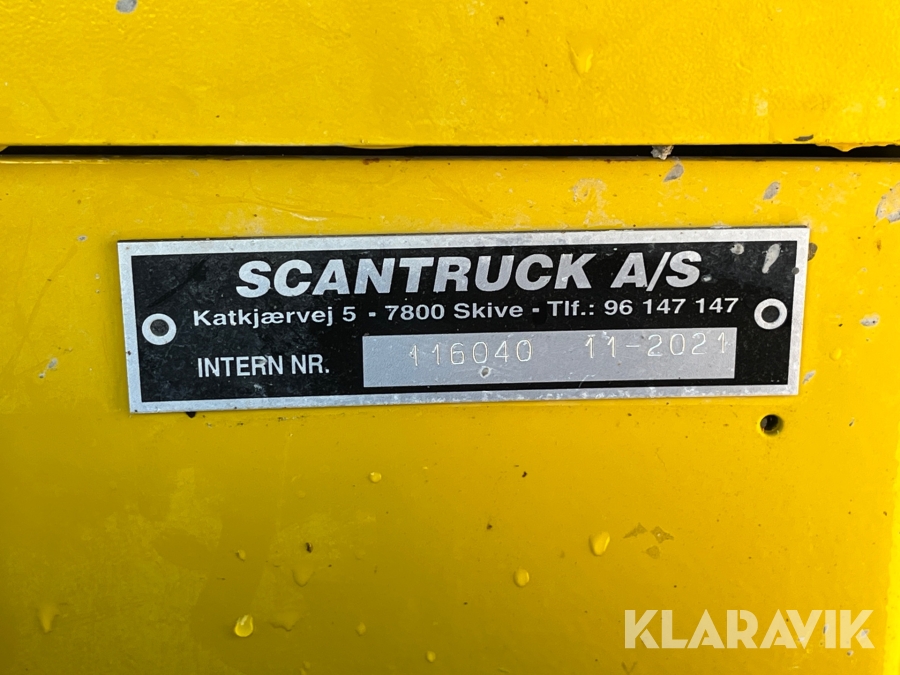 SCANTRUCK A/S
Katkjærvej 5 - 7800 Skive - Tlf.: 96 147 147
INTERN NR. 116040 11-2021
KLARAVIK